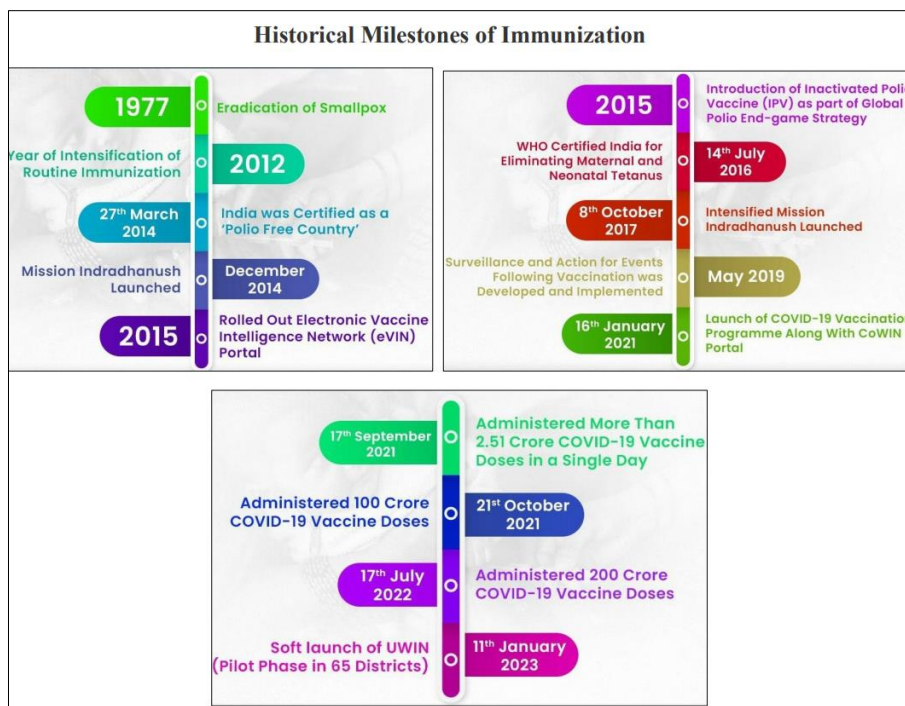 Historical Milestones of Immunization
1977
Eradication of Smallpox
Year of Intensification of
Routine Immunization
2012
27th March
2014
India was Certified as a
'Polio Free Country'
Mission Indradhanush
Launched
December
2014
2015
Rolled Out Electronic Vaccine
Intelligence Network (eVIN)
Portal
2015
Introduction of Inactivated Polio
Vaccine (IPV) as part of Global
Polio End-game Strategy
WHO Certified India for
Eliminating Maternal and
Neonatal Tetanus
14th July
2016
8th October
2017
Intensified Mission
Indradhanush Launched
Surveillance and Action for Events
Following Vaccination was
Developed and Implemented
May 2019
16th January
2021
Launch of COVID-19 Vaccination
Programme Along With CoWIN
Portal
17th September
2021
Administered More Than
2.51 Crore COVID-19 Vaccine
Doses in a Single Day
Administered 100 Crore
COVID-19 Vaccine Doses
21st October
2021
17th July
2022
Administered 200 Crore
COVID-19 Vaccine Doses
Soft launch of UWIN
(Pilot Phase in 65 Districts)
11th January
2023